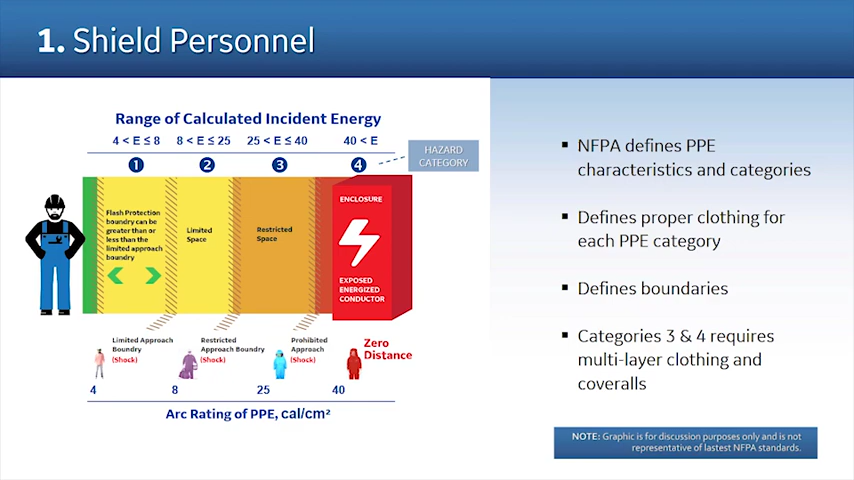 1. Shield Personnel
Range of Calculated Incident Energy
4 < E ≤ 8
8 < E ≤ 25
25 < E ≤ 40
40 < E
1
2
3
4
HAZARD
CATEGORY
Flash Protection
boundry can be
greater than or
less than the
limited approach
boundry
Limited
Space
Restricted
Space
ENCLOSURE
EXPOSED
ENERGIZED
CONDUCTOR
Limited Approach
Boundry
(Shock)
Restricted
Approach Boundry
(Shock)
Prohibited
Approach
(Shock)
Zero
Distance
4
8
25
40
Arc Rating of PPE, cal/cm²
▪ NFPA defines PPE
characteristics and categories
▪ Defines proper clothing for
each PPE category
▪ Defines boundaries
▪ Categories 3 & 4 requires
multi-layer clothing and
coveralls
NOTE: Graphic is for discussion purposes only and is not
representative of lastest NFPA standards.